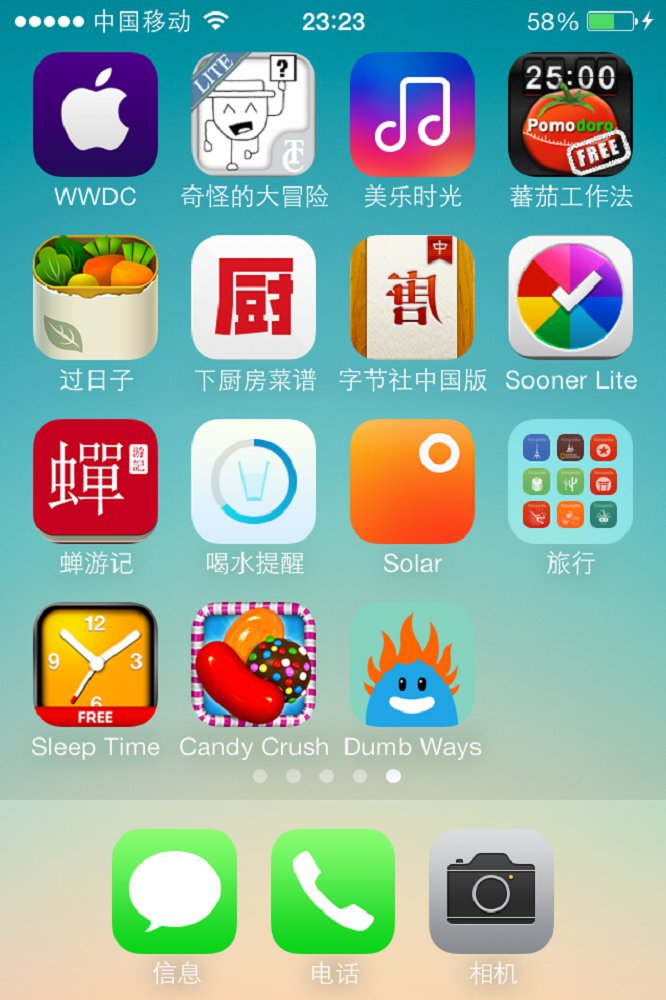 中国移动 23:23 58%
LITE
?
25:00
Pomodoro
FREE
WWDC 奇怪的大冒险 美乐时光 蕃茄工作法
厨
中
过日子 下厨房菜谱 字节社中国版 Sooner Lite
蝉
游記
蝉游记 喝水提醒 Solar 旅行
12
9 3
6
FREE
Sleep Time Candy Crush Dumb Ways
信息 电话 相机